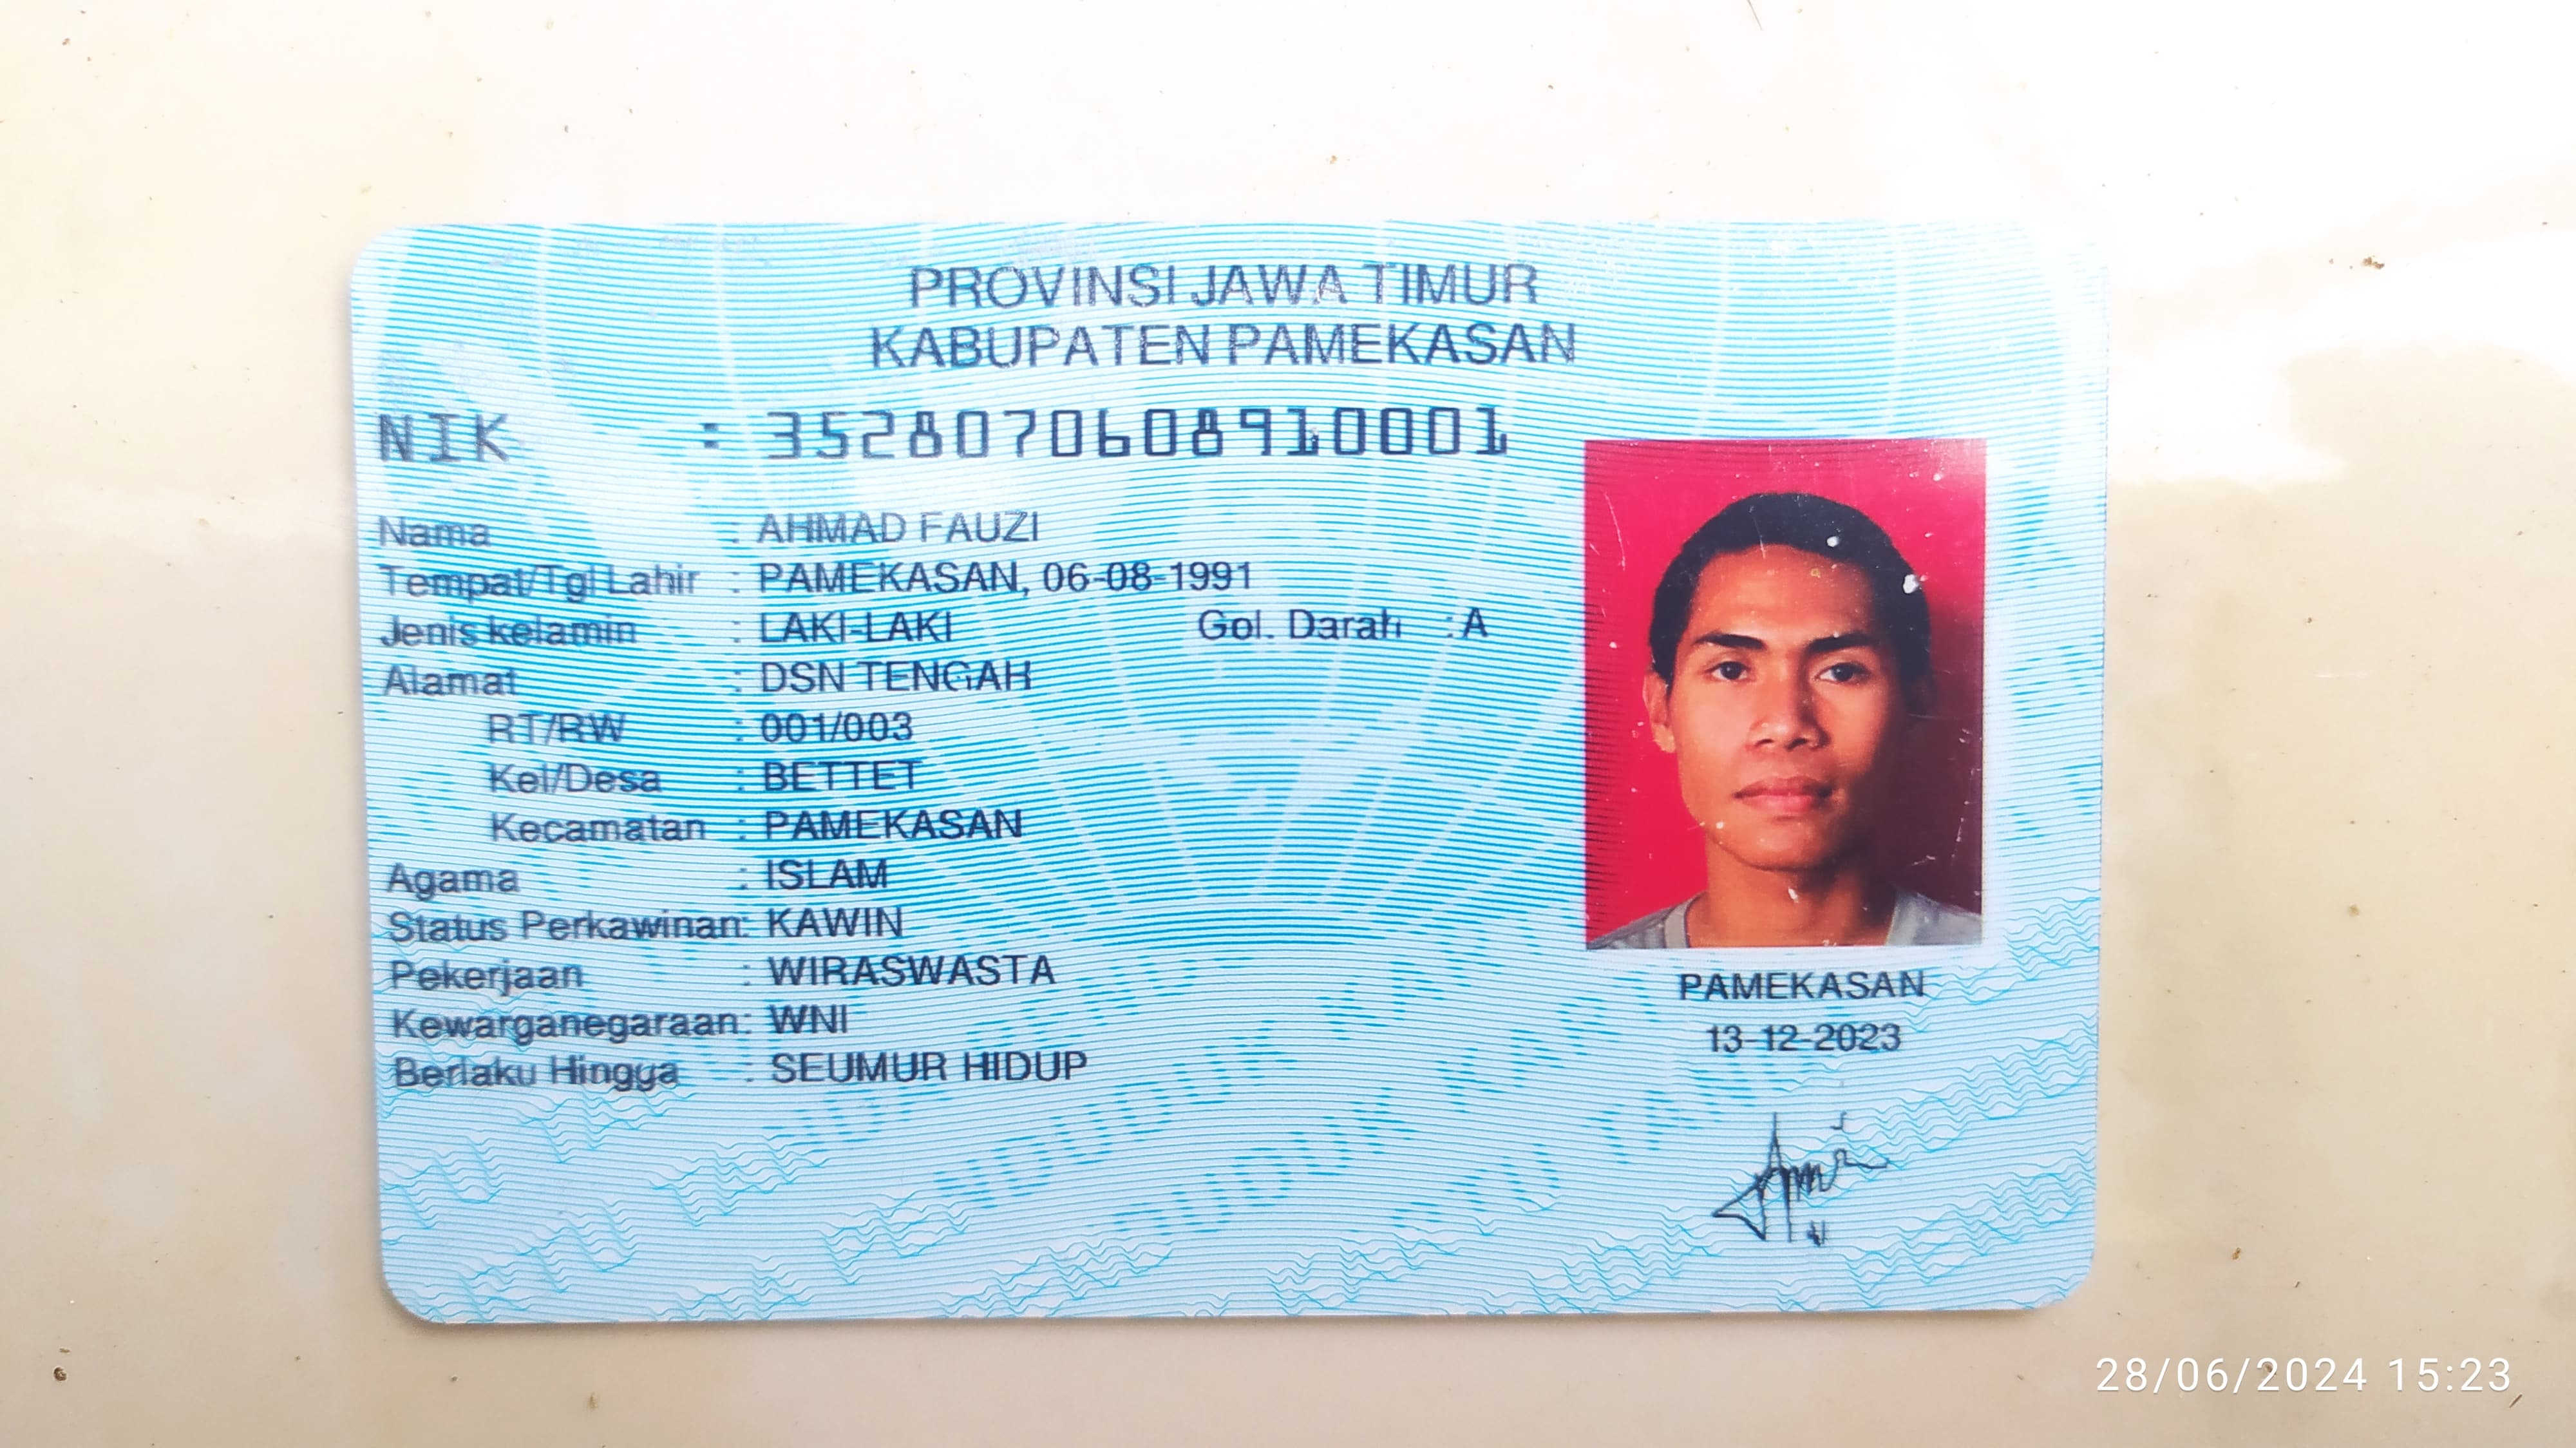 PROVINSI JAWA TIMUR
KABUPATEN PAMEKASAN
NIK : 3528070608910001
Nama : AHMAD FAUZI
Tempat/Tgl Lahir : PAMEKASAN, 06-08-1991
Jenis kelamin : LAKI-LAKI Gol. Darah : A
Alamat : DSN TENGAH
RT/RW : 001/003
Kel/Desa : BETTET
Kecamatan : PAMEKASAN
Agama : ISLAM
Status Perkawinan: KAWIN
Pekerjaan : WIRASWASTA
Kewarganegaraan: WNI
Berlaku Hingga : SEUMUR HIDUP
PAMEKASAN
13-12-2023
28/06/2024 15:23